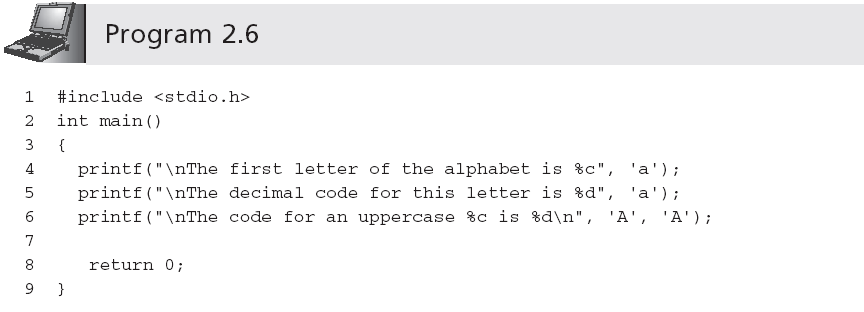 Program 2.6
1 #include <stdio.h>
2 int main()
3 {
4   printf("\nThe first letter of the alphabet is %c", 'a');
5   printf("\nThe decimal code for this letter is %d", 'a');
6   printf("\nThe code for an uppercase %c is %d\n", 'A', 'A');
7
8    return 0;
9 }